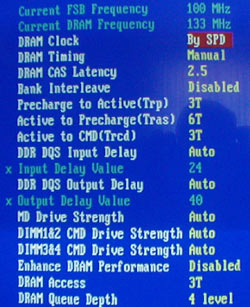 Current FSB Frequency 100 MHz
Current DRAM Frequency 133 MHz
DRAM Clock By SPD
DRAM Timing Manual
DRAM CAS Latency 2.5
Bank Interleave Disabled
Precharge to Active(Trp) 3T
Active to Precharge(Tras) 6T
Active to CMD(Trcd) 3T
DDR DQS Input Delay Auto
x Input Delay Value 24
DDR DQS Output Delay Auto
x Output Delay Value 40
MD Drive Strength Auto
DIMM1&2 CMD Drive Strength Auto
DIMM3&4 CMD Drive Strength Auto
Enhance DRAM Performance Disabled
DRAM Access 3T
DRAM Queue Depth 4 level